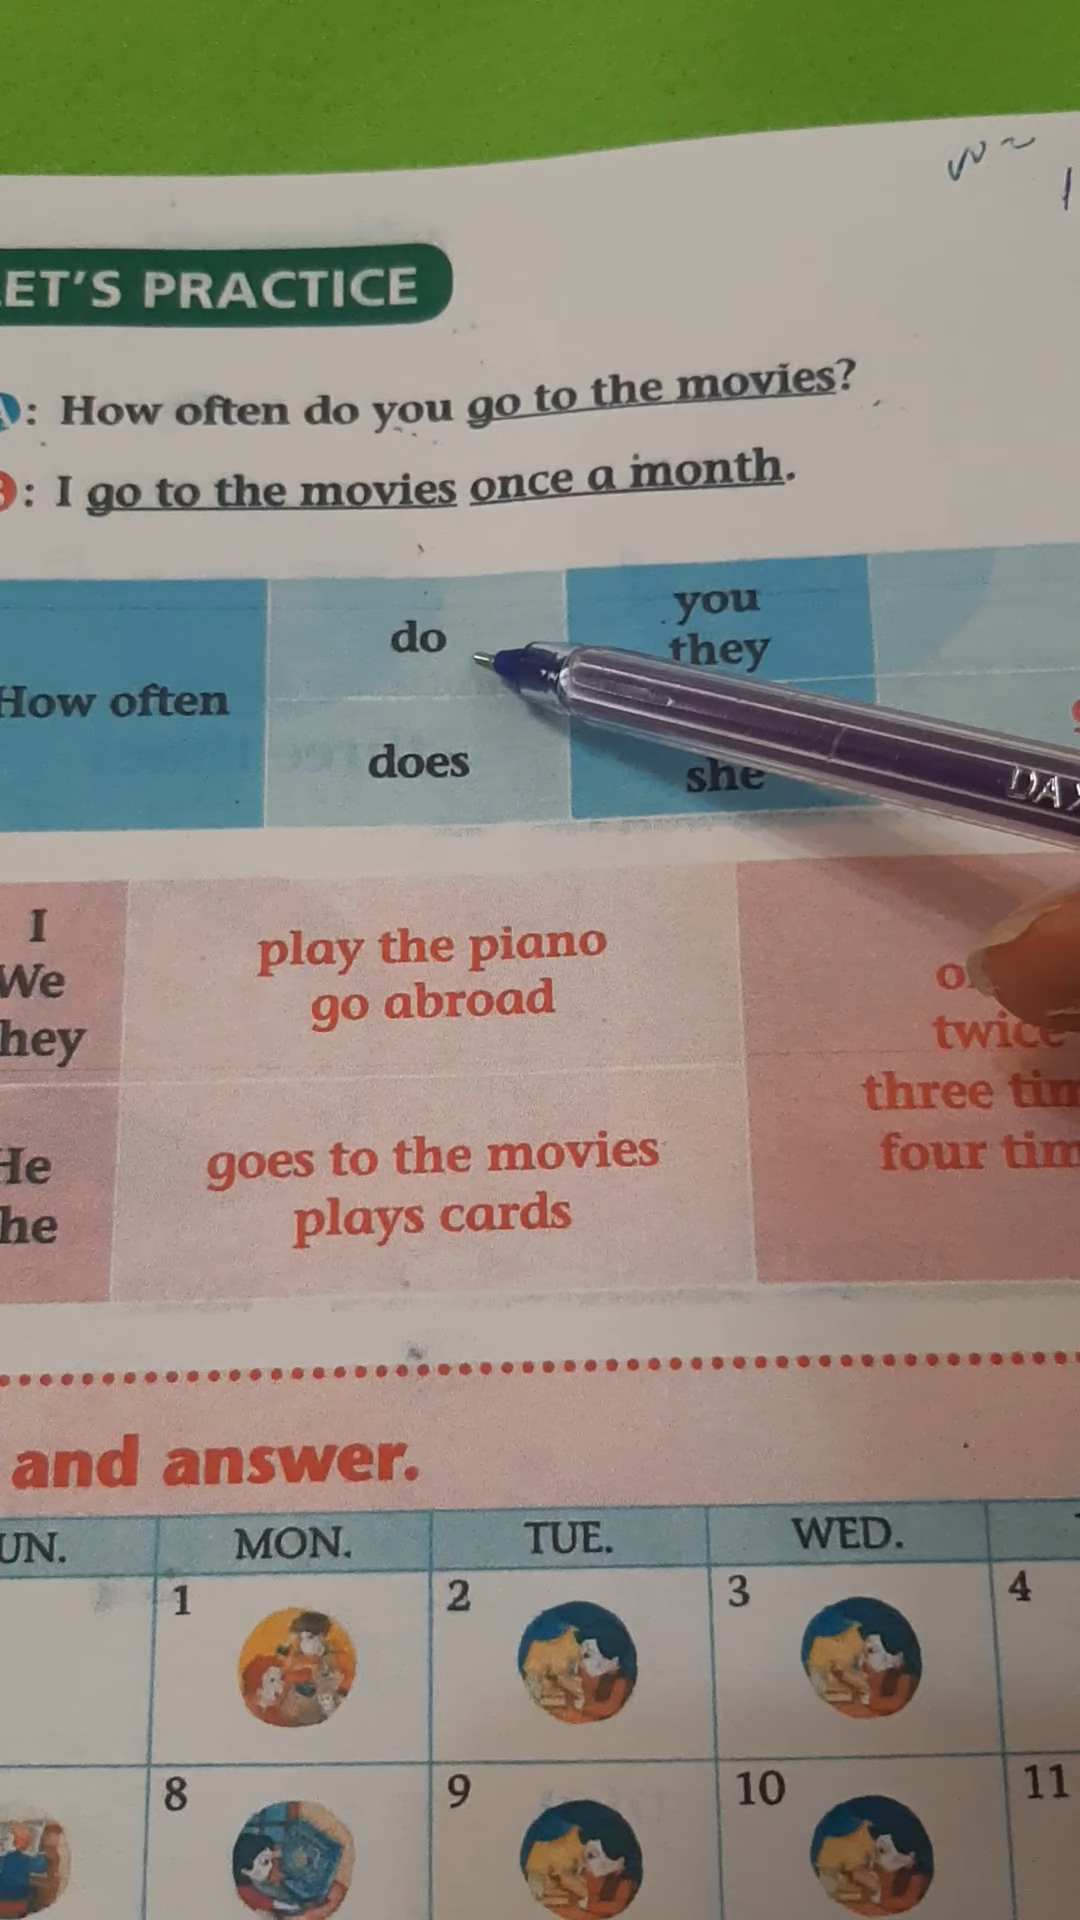 LET'S PRACTICE
A: How often do you go to the movies?
B: I go to the movies once a month.
How often
do
does
you
they
she
I
We
hey
He
he
play the piano
go abroad
goes to the movies
plays cards
twice
three tim
four tim
and answer.
UN. MON. TUE. WED.
1 2 3 4
8 9 10 11
DA